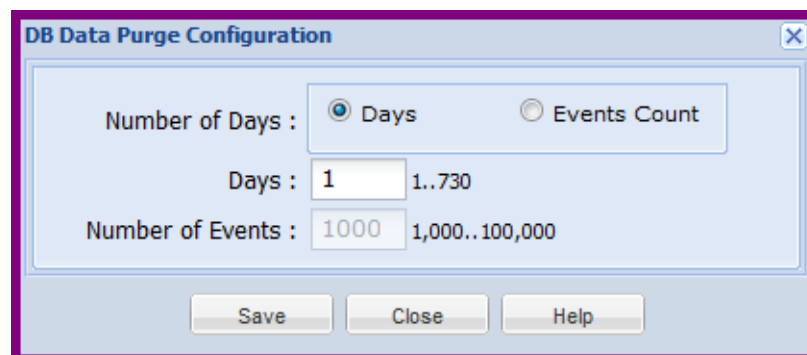 DB Data Purge Configuration
Number of Days : Days Events Count
Days : 1 1..730
Number of Events : 1000 1,000..100,000
Save Close Help